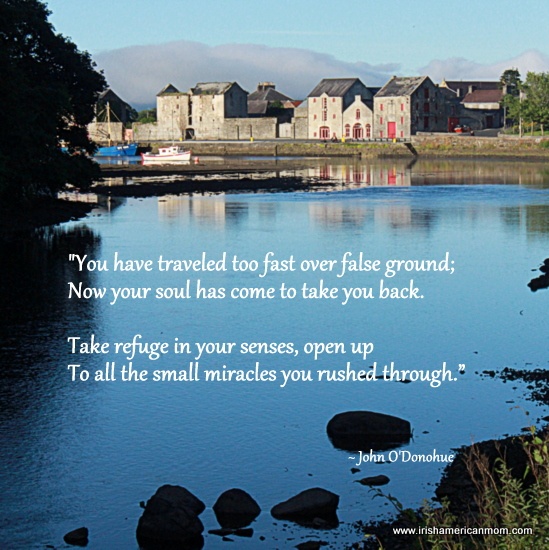 "You have traveled too fast over false ground;
Now your soul has come to take you back.
Take refuge in your senses, open up
To all the small miracles you rushed through.”
~ John O'Donohue
www.irishamericanmom.com